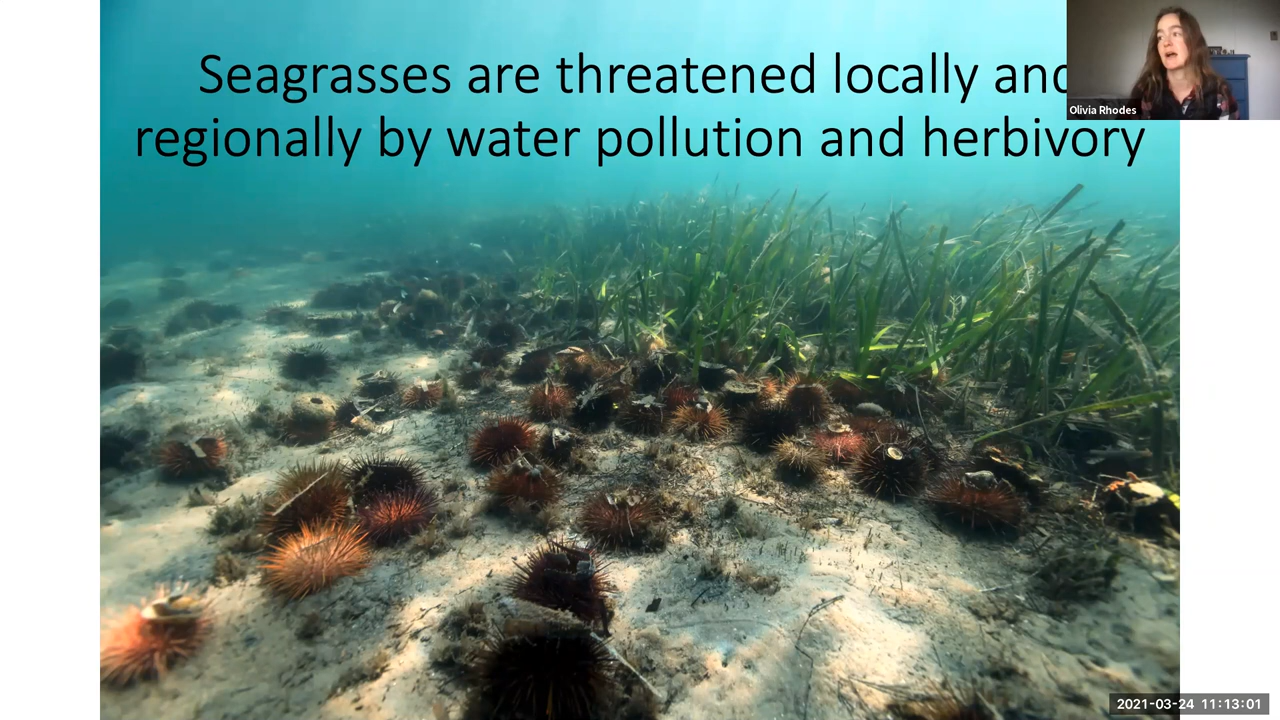 Seagrasses are threatened locally and
regionally by water pollution and herbivory
Olivia Rhodes
2021-03-24 11:13:01